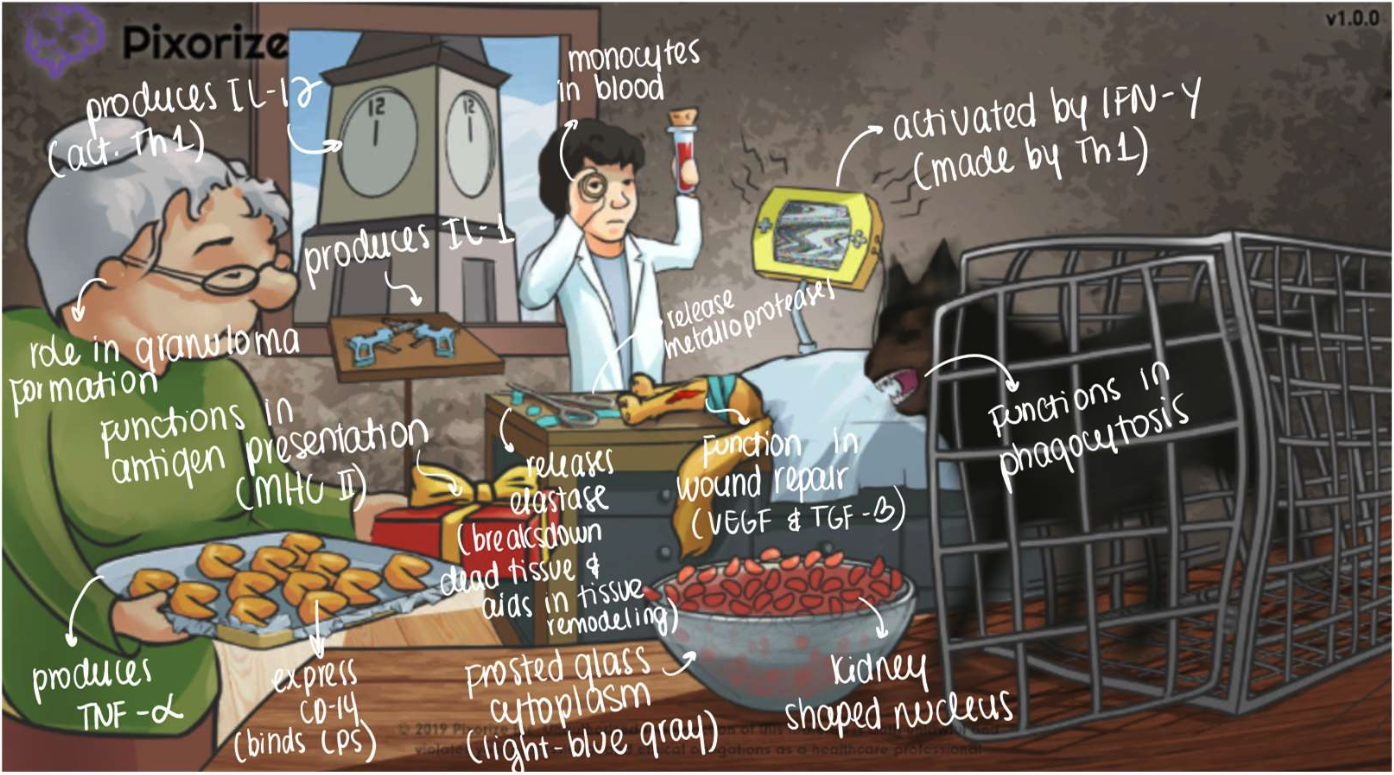 Pixorize
v1.0.0
produces IL-12
(act. Th1)
12
12
monocytes
in blood
activated by IFN-γ
(made by Th1)
produces IL-1
release
metalloproteases
role in granuloma
formation
functions in
antigen presentation
(MHC II)
releases
elastase
(breaksdown
dead tissue &
aids in tissue
remodeling)
function in
wound repair
(VEGF & TGF-B)
functions in
phagocytosis
produces
TNF-α
express
CD-14
(binds LPS)
Frosted glass
cytoplasm
(light-blue gray)
kidney
shaped nucleus
© 2019 Pixorize of this and
violate obligations as a healthcare professional